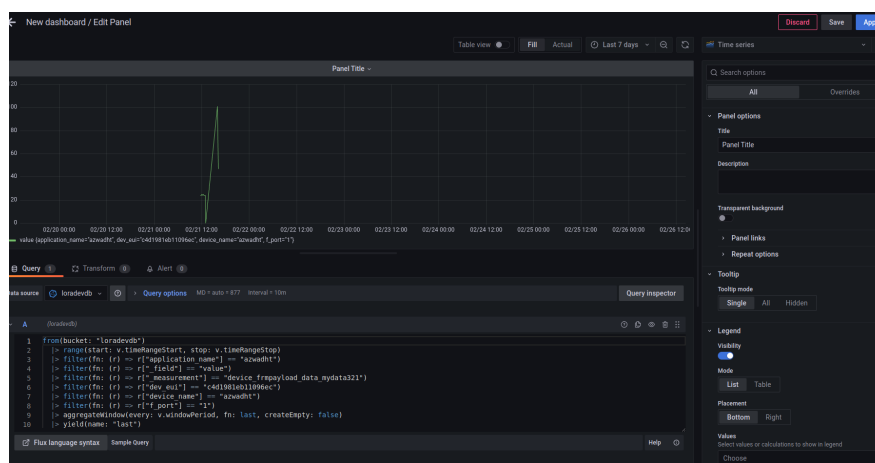 New dashboard / Edit Panel
Discard
Save
App
Table view
Fill
Actual
Last 7 days
Time series
Panel Title
Search options
All
Overrides
20
00
80
60
40
20
0
02/20 00:00
02/20 12:00
02/21 00:00
02/21 12:00
02/22 00:00
02/22 12:00
02/23 00:00
02/23 12:00
02/24 00:00
02/24 12:00
02/25 00:00
02/25 12:00
02/26 00:00
02/26 12:00
value {application_name="azwadht", dev_eui="c4d1981eb11096ec", device_name="azwadht", f_port="1"}
Panel options
Title
Panel Title
Description
Transparent background
Panel links
Repeat options
Query 1
Transform 0
Alert 0
Data source
loradevdb
Query options
MD = auto = 877
Interval = 10m
Query inspector
Tooltip
Tooltip mode
Single
All
Hidden
A
(loradevdb)
1 from(bucket: "loradevdb")
2 |> range(start: v.timeRangeStart, stop: v.timeRangeStop)
3 |> filter(fn: (r) => r["application_name"] == "azwadht")
4 |> filter(fn: (r) => r["_field"] == "value")
5 |> filter(fn: (r) => r["_measurement"] == "device_frmpayload_data_mydata321")
6 |> filter(fn: (r) => r["dev_eui"] == "c4d1981eb11096ec")
7 |> filter(fn: (r) => r["device_name"] == "azwadht")
8 |> filter(fn: (r) => r["f_port"] == "1")
9 |> aggregateWindow(every: v.windowPeriod, fn: last, createEmpty: false)
10 |> yield(name: "last")
Flux language syntax
Sample Query
Help
Legend
Visibility
Mode
List
Table
Placement
Bottom
Right
Values
Select values or calculations to show in legend
Choose